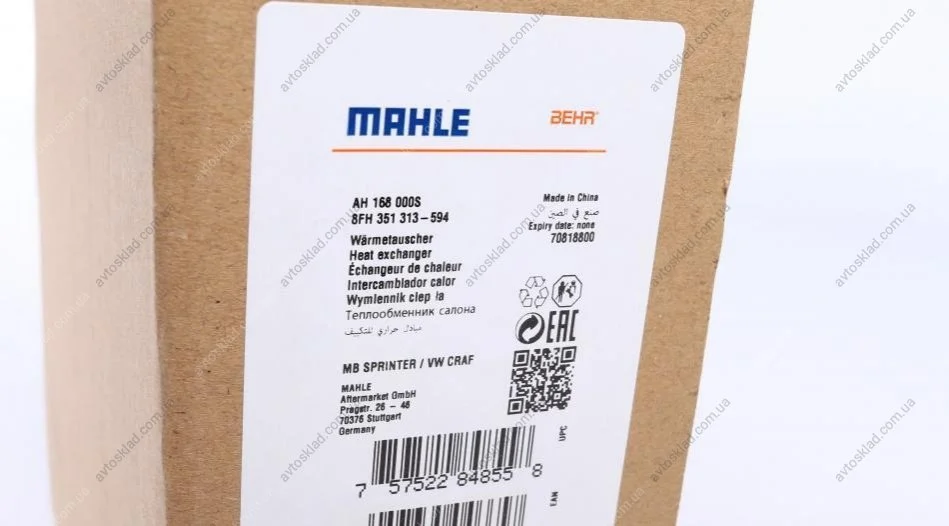 MAHLE
BEHR®
AH 168 000S
8FH 351 313-594
Wärmetauscher
Heat exchanger
Échangeur de chaleur
Intercambiador calor
Wymiennik ciep ła
Теплообменник салона
مبادل حراري للتكييف
Made in China
صنع في الصين
Expiry date: none
70818800
EAC
MB SPRINTER / VW CRAF
MAHLE
Aftermarket GmbH
Pragstr. 26 - 46
70376 Stuttgart
Germany
UPC
7 57522 84855 8
EAN
avtosklad.com.ua